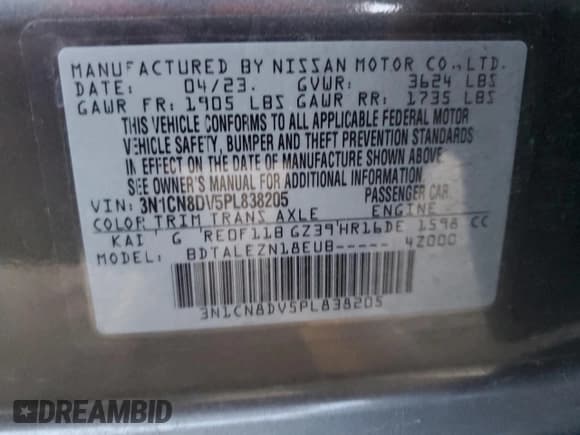 MANUFACTURED BY NISSAN MOTOR CO.,LTD.
DATE: 04/23. GVWR: 3624 LBS
GAWR FR: 1905 LBS GAWR RR: 1735 LBS
THIS VEHICLE CONFORMS TO ALL APPLICABLE FEDERAL MOTOR
VEHICLE SAFETY, BUMPER AND THEFT PREVENTION STANDARDS
IN EFFECT ON THE DATE OF MANUFACTURE SHOWN ABOVE
SEE OWNER'S MANUAL FOR ADDITIONAL INFORMATION.
VIN: 3N1CN8DV5PL838205 PASSENGER CAR
COLOR TRIM TRANS AXLE ENGINE
KAI G RE0F11B GZ39 HR16DE 1598 CC
MODEL: BDTALEZN18EUB----- 4Z000
3N1CN8DV5PL838205
DREAMBID